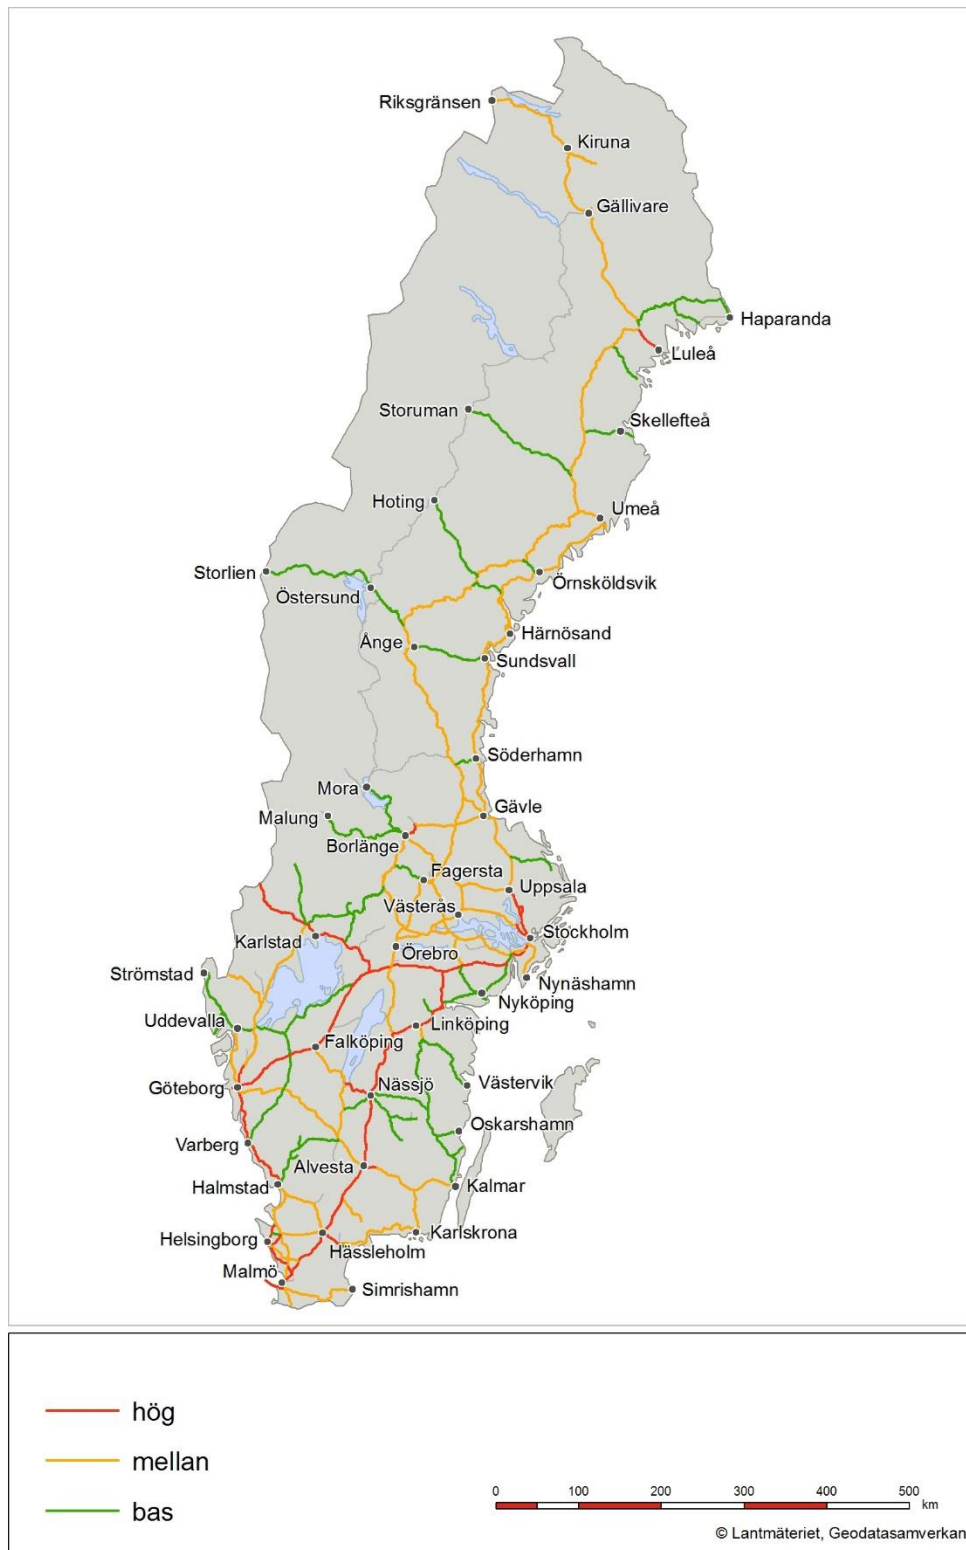 Riksgränsen
Kiruna
Gällivare
Haparanda
Luleå
Storuman
Skellefteå
Hoting
Umeå
Storlien
Örnsköldsvik
Östersund
Härnösand
Ånge
Sundsvall
Söderhamn
Mora
Gävle
Malung
Borlänge
Fagersta
Uppsala
Västerås
Stockholm
Karlstad
Örebro
Strömstad
Nynäshamn
Nyköping
Uddevalla
Linköping
Falköping
Göteborg
Nässjö
Västervik
Oskarshamn
Varberg
Alvesta
Halmstad
Kalmar
Karlskrona
Helsingborg
Hässleholm
Malmö
Simrishamn
hög
mellan
bas
0 100 200 300 400 500
km
© Lantmäteriet, Geodatasamverkan